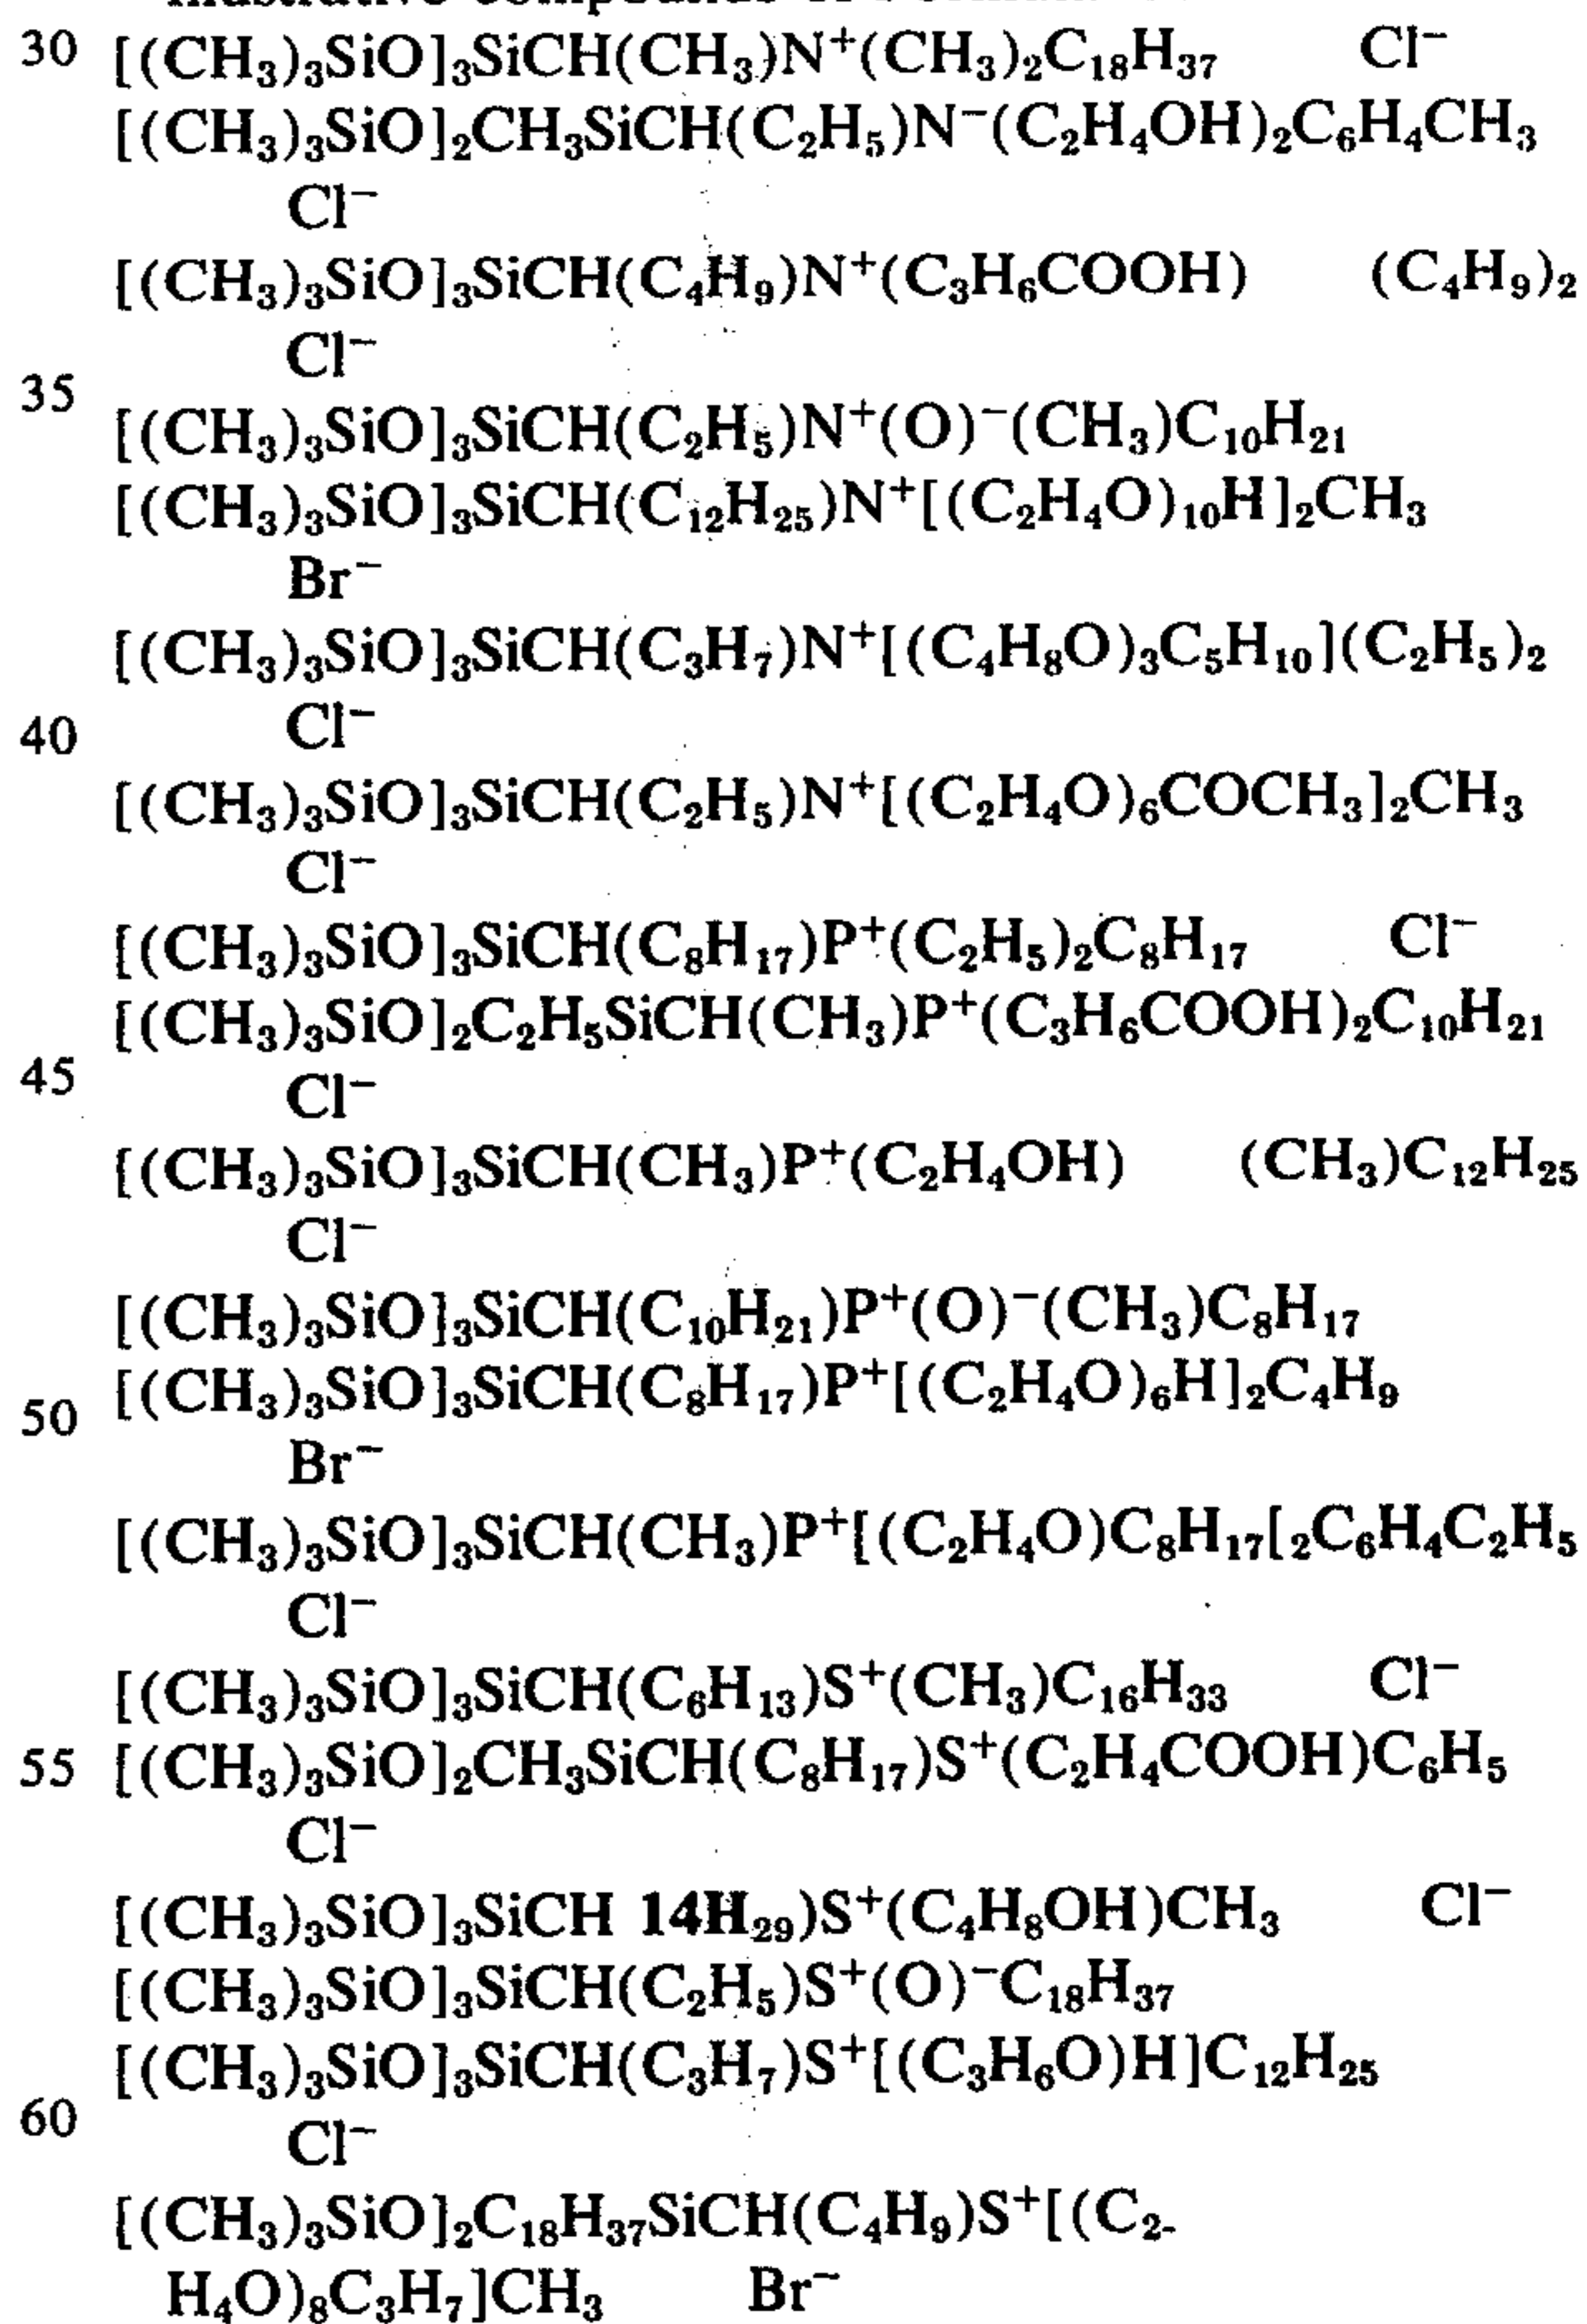 30 [(CH₃)₃SiO]₃SiCH(CH₃)N⁺(CH₃)₂C₁₈H₃₇ Cl⁻
[(CH₃)₃SiO]₂CH₃SiCH(C₂H₅)N⁻(C₂H₄OH)₂C₆H₄CH₃
Cl⁻
[(CH₃)₃SiO]₃SiCH(C₄H₉)N⁺(C₃H₆COOH) (C₄H₉)₂
Cl⁻
35
[(CH₃)₃SiO]₃SiCH(C₂H₅)N⁺(O)⁻(CH₃)C₁₀H₂₁
[(CH₃)₃SiO]₃SiCH(C₁₂H₂₅)N⁺[(C₂H₄O)₁₀H]₂CH₃
Br⁻
[(CH₃)₃SiO]₃SiCH(C₃H₇)N⁺[(C₄H₈O)₃C₅H₁₀](C₂H₅)₂
40 Cl⁻
[(CH₃)₃SiO]₃SiCH(C₂H₅)N⁺[(C₂H₄O)₆COCH₃]₂CH₃
Cl⁻
[(CH₃)₃SiO]₃SiCH(C₈H₁₇)P⁺(C₂H₅)₂C₈H₁₇ Cl⁻
[(CH₃)₃SiO]₂C₂H₅SiCH(CH₃)P⁺(C₃H₆COOH)₂C₁₀H₂₁
45 Cl⁻
[(CH₃)₃SiO]₃SiCH(CH₃)P⁺(C₂H₄OH) (CH₃)C₁₂H₂₅
Cl⁻
[(CH₃)₃SiO]₃SiCH(C₁₀H₂₁)P⁺(O)⁻(CH₃)C₈H₁₇
50 [(CH₃)₃SiO]₃SiCH(C₈H₁₇)P⁺[(C₂H₄O)₆H]₂C₄H₉
Br⁻
[(CH₃)₃SiO]₃SiCH(CH₃)P⁺[(C₂H₄O)C₈H₁₇[₂C₆H₄C₂H₅
Cl⁻
[(CH₃)₃SiO]₃SiCH(C₆H₁₃)S⁺(CH₃)C₁₆H₃₃ Cl⁻
55 [(CH₃)₃SiO]₂CH₃SiCH(C₈H₁₇)S⁺(C₂H₄COOH)C₆H₅
Cl⁻
[(CH₃)₃SiO]₃SiCH 14H₂₉)S⁺(C₄H₈OH)CH₃ Cl⁻
[(CH₃)₃SiO]₃SiCH(C₂H₅)S⁺(O)⁻C₁₈H₃₇
[(CH₃)₃SiO]₃SiCH(C₃H₇)S⁺[(C₃H₆O)H]C₁₂H₂₅
60 Cl⁻
[(CH₃)₃SiO]₂C₁₈H₃₇SiCH(C₄H₉)S⁺[(C₂-
H₄O)₈C₃H₇]CH₃ Br⁻